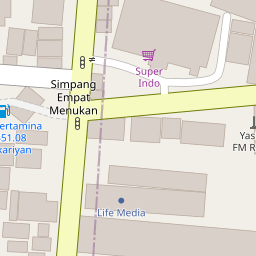 Super
Indo
Simpang
Empat
Menukan
ertamina
51.08
kariyan
Yas
FM R
Life Media